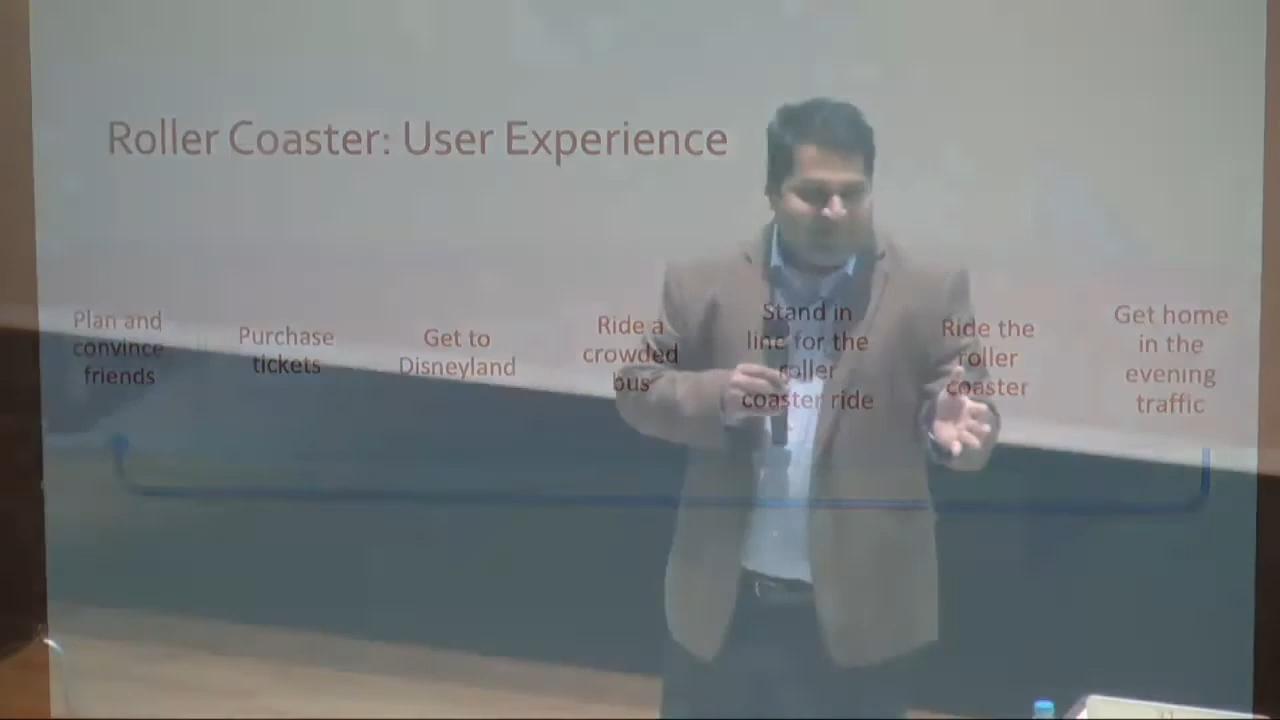 Roller Coaster: User Experience
Plan and
convince
friends
Purchase
tickets
Get to
Disneyland
Ride a
crowded
bus
Stand in
line for the
roller
coaster ride
Ride the
roller
coaster
Get home
in the
evening
traffic